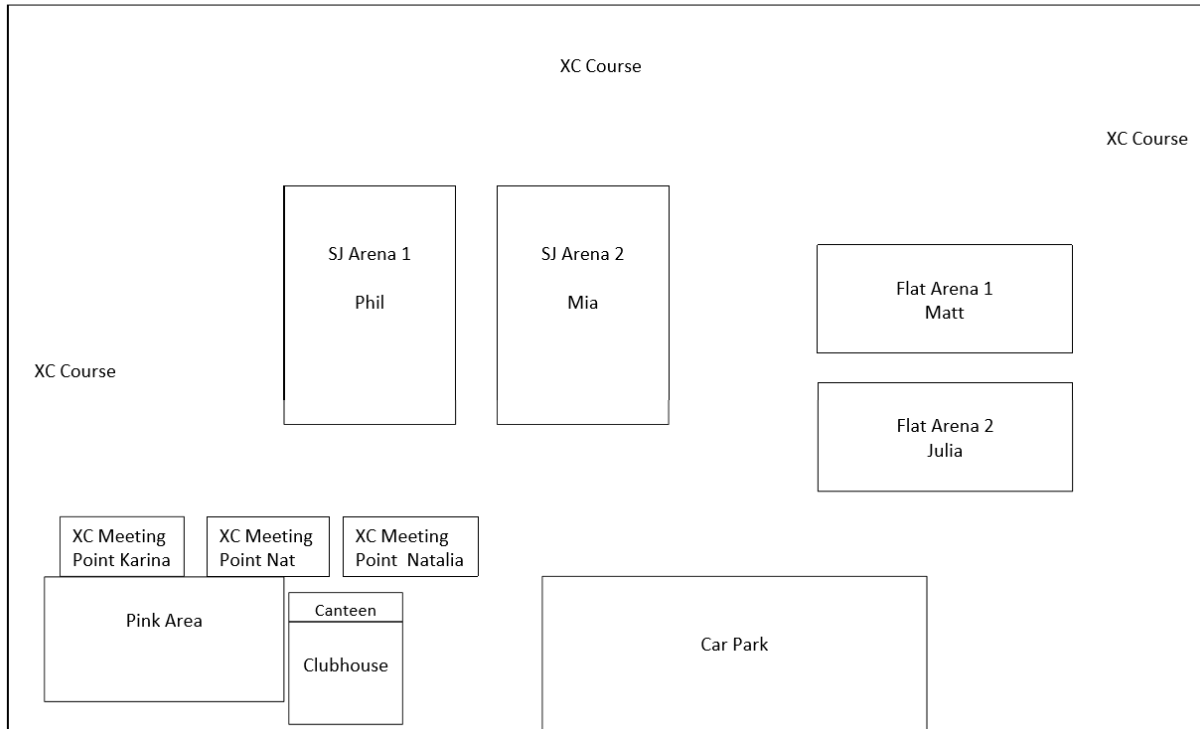 XC Course
XC Course
SJ Arena 1
Phil
SJ Arena 2
Mia
Flat Arena 1
Matt
XC Course
Flat Arena 2
Julia
XC Meeting
Point Karina
XC Meeting
Point Nat
XC Meeting
Point  Natalia
Pink Area
Canteen
Clubhouse
Car Park